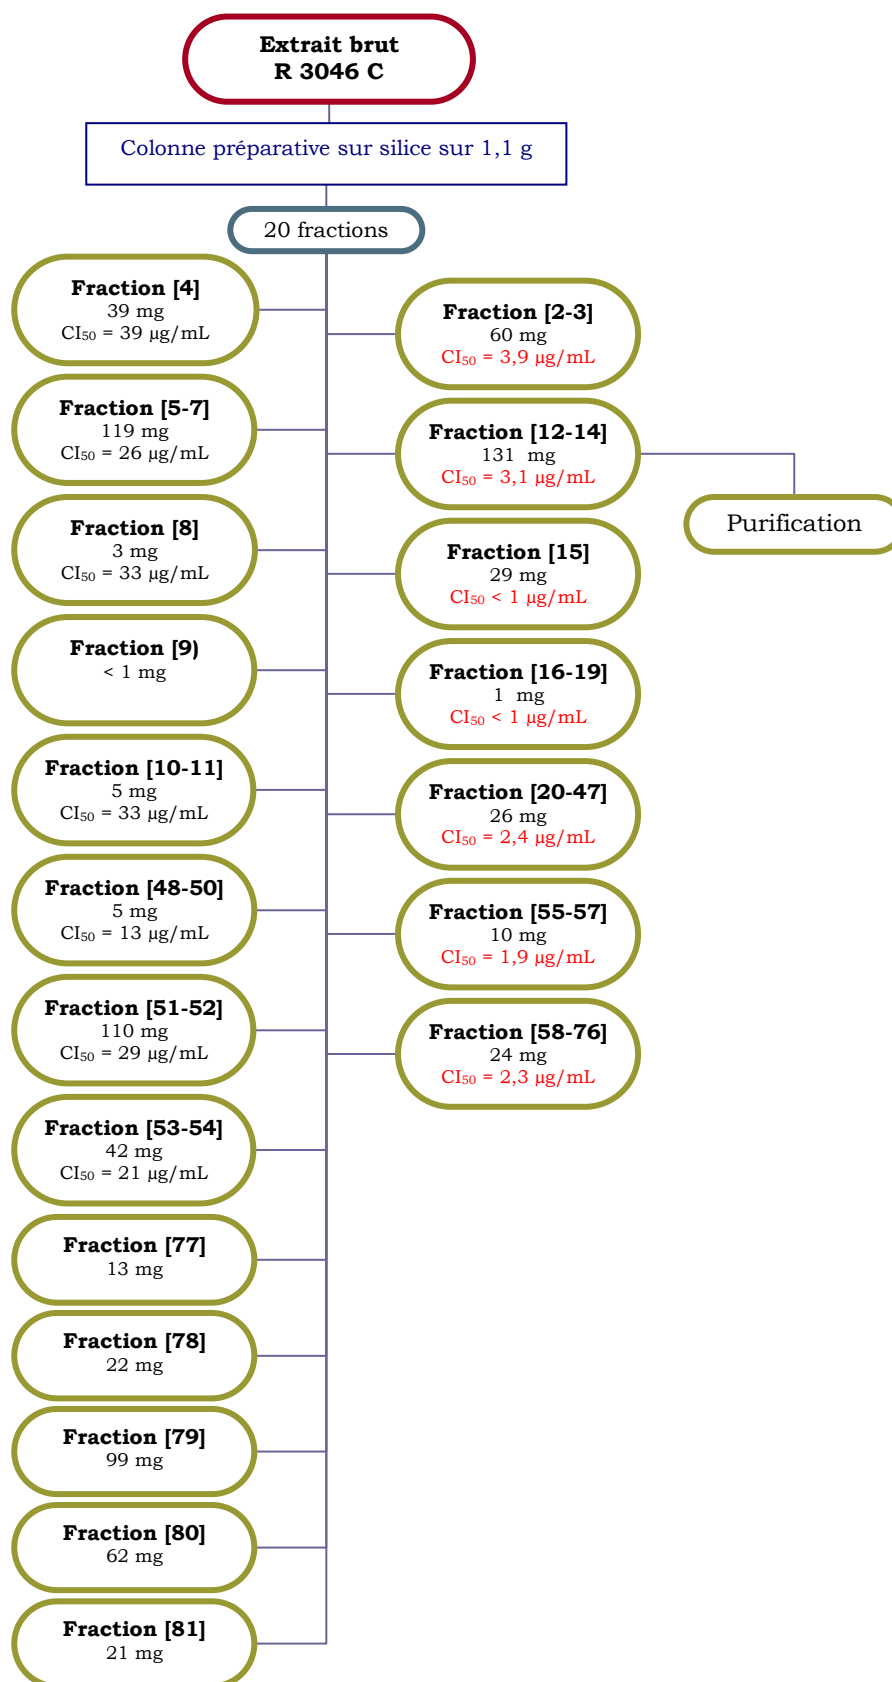 Extrait brut
R 3046 C
Colonne préparative sur silice sur 1,1 g
20 fractions
Fraction [4]
39 mg
CI₅₀ = 39 µg/mL
Fraction [2-3]
60 mg
CI₅₀ = 3,9 µg/mL
Fraction [5-7]
119 mg
CI₅₀ = 26 µg/mL
Fraction [12-14]
131 mg
CI₅₀ = 3,1 µg/mL
Purification
Fraction [8]
3 mg
CI₅₀ = 33 µg/mL
Fraction [15]
29 mg
CI₅₀ < 1 µg/mL
Fraction [9)
< 1 mg
Fraction [16-19]
1 mg
CI₅₀ < 1 µg/mL
Fraction [10-11]
5 mg
CI₅₀ = 33 µg/mL
Fraction [20-47]
26 mg
CI₅₀ = 2,4 µg/mL
Fraction [48-50]
5 mg
CI₅₀ = 13 µg/mL
Fraction [55-57]
10 mg
CI₅₀ = 1,9 µg/mL
Fraction [51-52]
110 mg
CI₅₀ = 29 µg/mL
Fraction [58-76]
24 mg
CI₅₀ = 2,3 µg/mL
Fraction [53-54]
42 mg
CI₅₀ = 21 µg/mL
Fraction [77]
13 mg
Fraction [78]
22 mg
Fraction [79]
99 mg
Fraction [80]
62 mg
Fraction [81]
21 mg